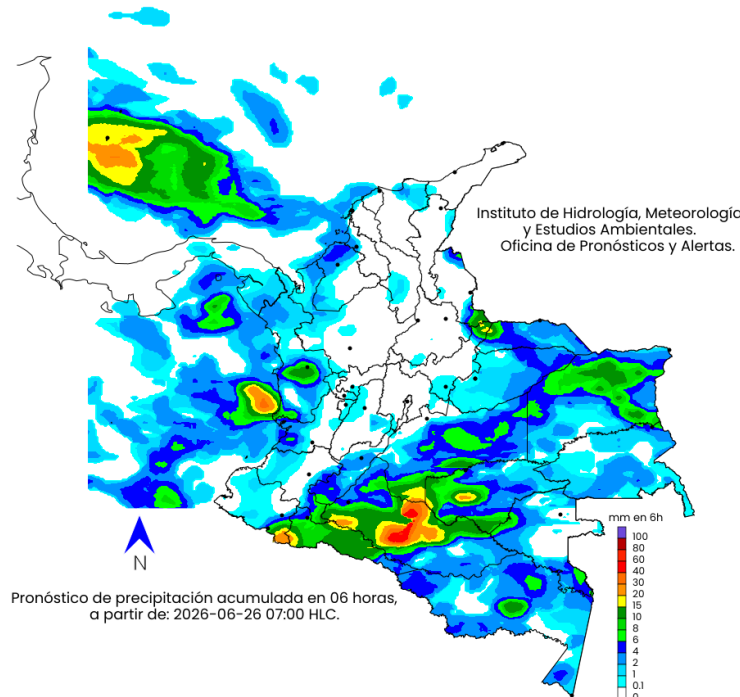 Instituto de Hidrología, Meteorología
y Estudios Ambientales.
Oficina de Pronósticos y Alertas.
mm en 6h
100
80
60
40
30
20
15
10
8
6
4
2
1
0.1
0
N
Pronóstico de precipitación acumulada en 06 horas,
a partir de: 2026-06-26 07:00 HLC.